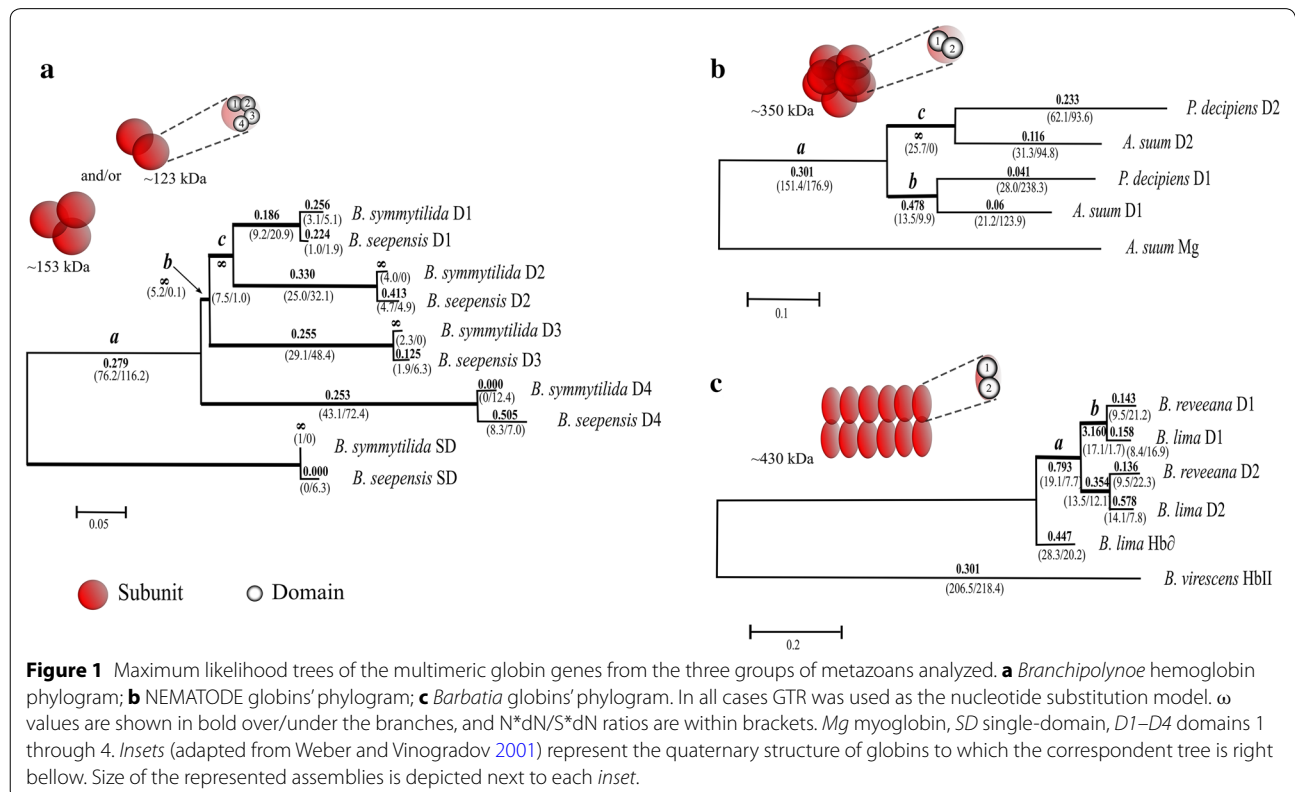 a
1 2
3
4
and/or
~123 kDa
~153 kDa
a
0.279
(76.2/116.2)
b
∞
(5.2/0.1)
c
∞
(7.5/1.0)
0.186
(9.2/20.9)
0.256
(3.1/5.1)
B. symmytilida D1
0.224
(1.0/1.9)
B. seepensis D1
0.330
(25.0/32.1)
∞
(4.0/0)
B. symmytilida D2
0.413
(4.7/4.9)
B. seepensis D2
0.255
(29.1/48.4)
∞
(2.3/0)
B. symmytilida D3
0.125
(1.9/6.3)
B. seepensis D3
0.253
(43.1/72.4)
0.000
(0/12.4)
B. symmytilida D4
0.505
(8.3/7.0)
B. seepensis D4
∞
(1/0)
B. symmytilida SD
0.000
(0/6.3)
B. seepensis SD
0.05
Subunit
Domain
b
1
2
~350 kDa
a
0.301
(151.4/176.9)
c
∞
(25.7/0)
0.233
(62.1/93.6)
P. decipiens D2
0.116
(31.3/94.8)
A. suum D2
b
0.478
(13.5/9.9)
0.041
(28.0/238.3)
P. decipiens D1
0.06
(21.2/123.9)
A. suum D1
A. suum Mg
0.1
c
1
2
~430 kDa
a
0.793
(19.1/7.7)
b
3.160
(17.1/1.7)
0.143
(9.5/21.2)
B. reveeana D1
0.158
(8.4/16.9)
B. lima D1
0.354
(13.5/12.1)
0.136
(9.5/22.3)
B. reveeana D2
0.578
(14.1/7.8)
B. lima D2
0.447
(28.3/20.2)
B. lima Hb∂
0.301
(206.5/218.4)
B. virescens HbII
0.2
Figure 1 Maximum likelihood trees of the multimeric globin genes from the three groups of metazoans analyzed. a Branchipolynoe hemoglobin
phylogram; b NEMATODE globins' phylogram; c Barbatia globins' phylogram. In all cases GTR was used as the nucleotide substitution model. ω
values are shown in bold over/under the branches, and N*dN/S*dN ratios are within brackets. Mg myoglobin, SD single-domain, D1–D4 domains 1
through 4. Insets (adapted from Weber and Vinogradov 2001) represent the quaternary structure of globins to which the correspondent tree is right
bellow. Size of the represented assemblies is depicted next to each inset.